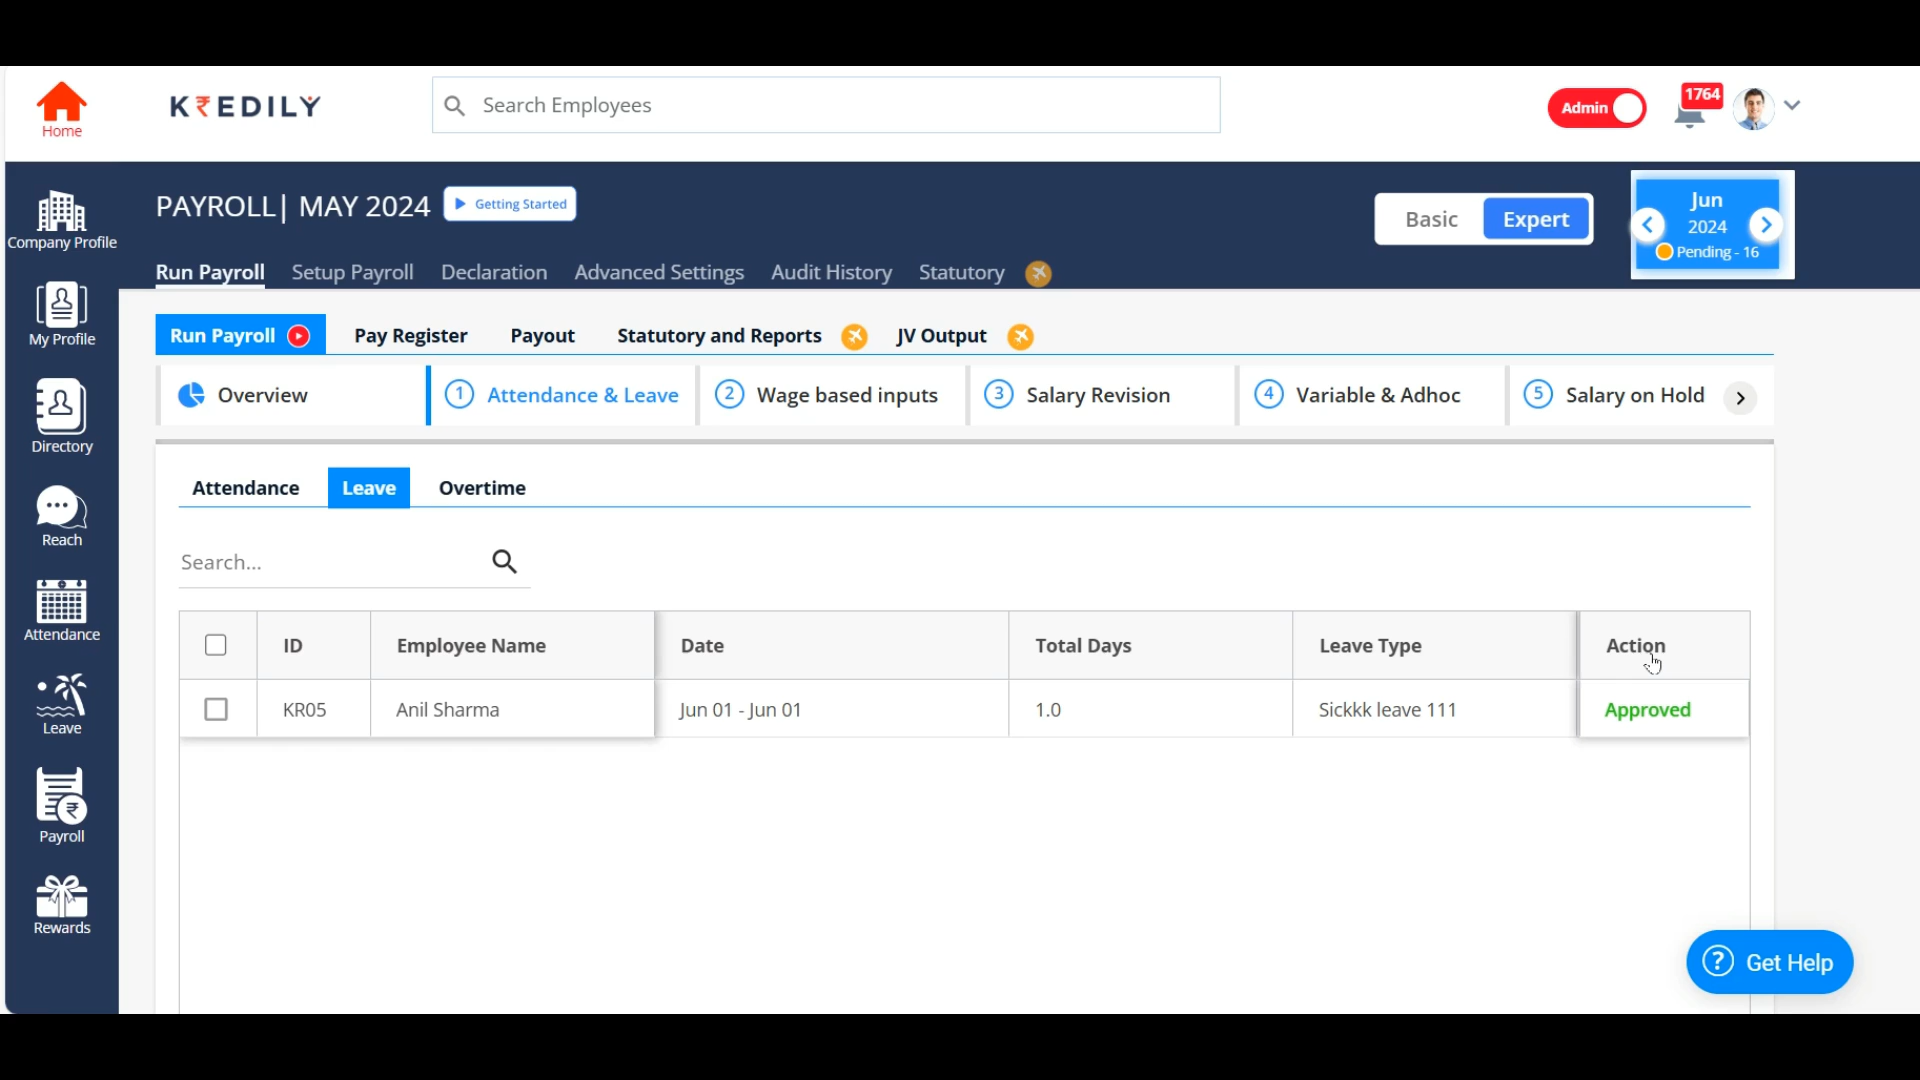 Home
KREDILY
Search Employees
Admin
1764
Company Profile
My Profile
Directory
Reach
Attendance
Leave
Payroll
Rewards
PAYROLL| MAY 2024
Getting Started
Basic
Expert
Jun
2024
Pending - 16
Run Payroll
Setup Payroll
Declaration
Advanced Settings
Audit History
Statutory
Run Payroll
Pay Register
Payout
Statutory and Reports
JV Output
Overview
1 Attendance & Leave
2 Wage based inputs
3 Salary Revision
4 Variable & Adhoc
5 Salary on Hold
Attendance
Leave
Overtime
Search...
ID
Employee Name
Date
Total Days
Leave Type
Action
KR05
Anil Sharma
Jun 01 - Jun 01
1.0
Sickkk leave 111
Approved
? Get Help